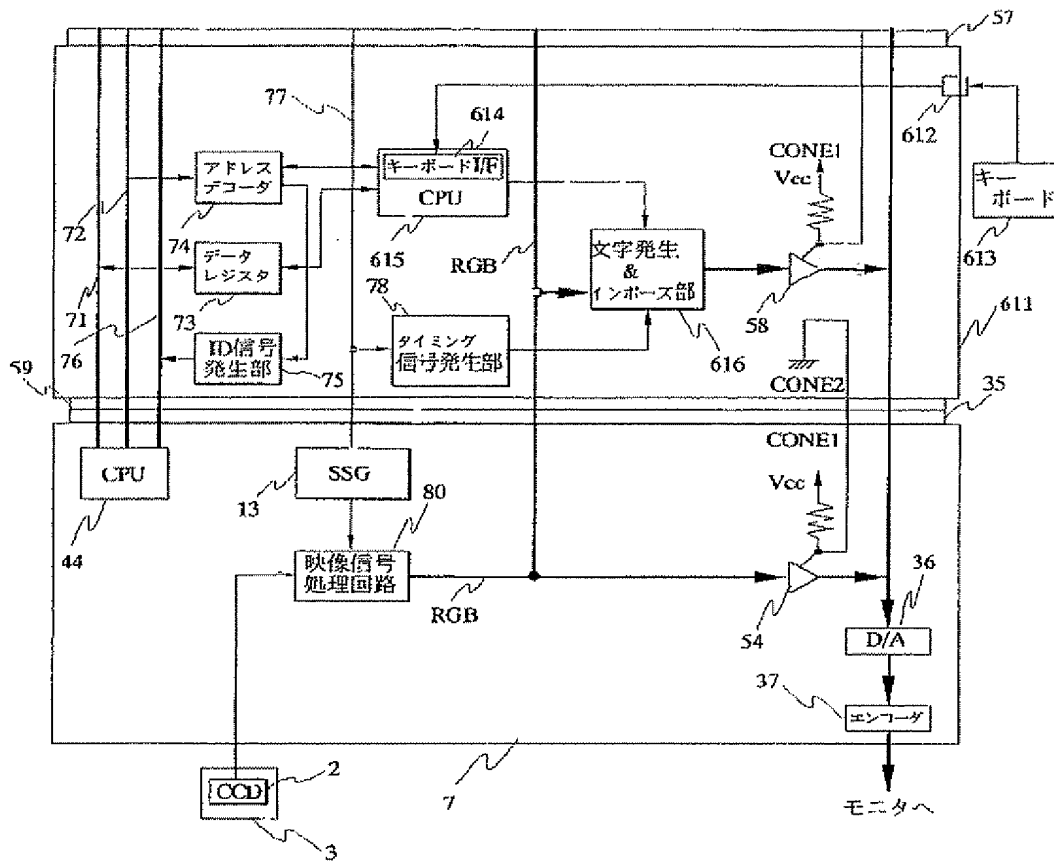 57
77
614
612
アドレス
デコーダ
キーボードI/F
CPU
CONE1
Vcc
キー
ボード
72
74
615
613
データ
レジスタ
RGB
文字発生
&
インポーズ部
58
71
73
78
タイミング
信号発生部
611
76
ID信号
発生部
75
616
59
CONE2
35
CPU
SSG
CONE1
44
13
80
Vcc
映像信号
処理回路
RGB
54
36
D/A
37
エンコーダ
CCD
2
3
7
モニタへ